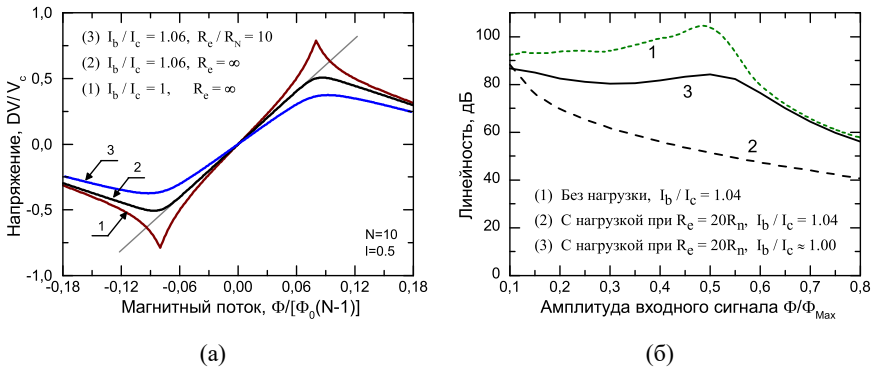 (3) I_b / I_c = 1.06, R_e / R_N = 10
(2) I_b / I_c = 1.06, R_e = ∞
(1) I_b / I_c = 1, R_e = ∞
Напряжение, DV/V_c
1,0
0,5
0,0
-0,5
-1,0
3
2
1
N=10
l=0.5
-0,18 -0,12 -0,06 0,00 0,06 0,12 0,18
Магнитный поток, Φ/[Φ_0(N-1)]
(а)
Линейность, дБ
100
80
60
40
дБ
1
3
2
(1) Без нагрузки, I_b / I_c = 1.04
(2) С нагрузкой при R_e = 20R_n, I_b / I_c = 1.04
(3) С нагрузкой при R_e = 20R_n, I_b / I_c ≈ 1.00
0,1 0,2 0,3 0,4 0,5 0,6 0,7 0,8
Амплитуда входного сигнала Φ/Φ_Max
(б)